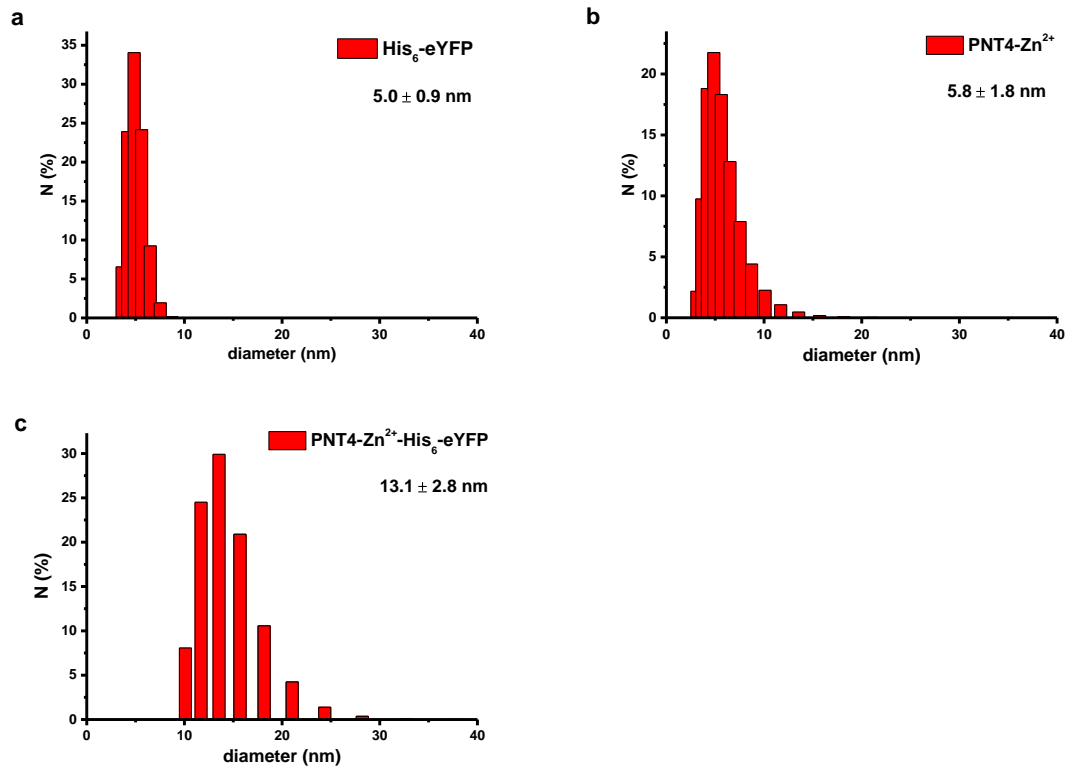 a
His₆-eYFP
5.0 ± 0.9 nm
N (%)
35
30
25
20
15
10
5
0
0 10 20 30 40
diameter (nm)
b
PNT4-Zn²⁺
5.8 ± 1.8 nm
N (%)
20
15
10
5
0
0 10 20 30 40
diameter (nm)
c
PNT4-Zn²⁺-His₆-eYFP
13.1 ± 2.8 nm
N (%)
30
25
20
15
10
5
0
0 10 20 30 40
diameter (nm)